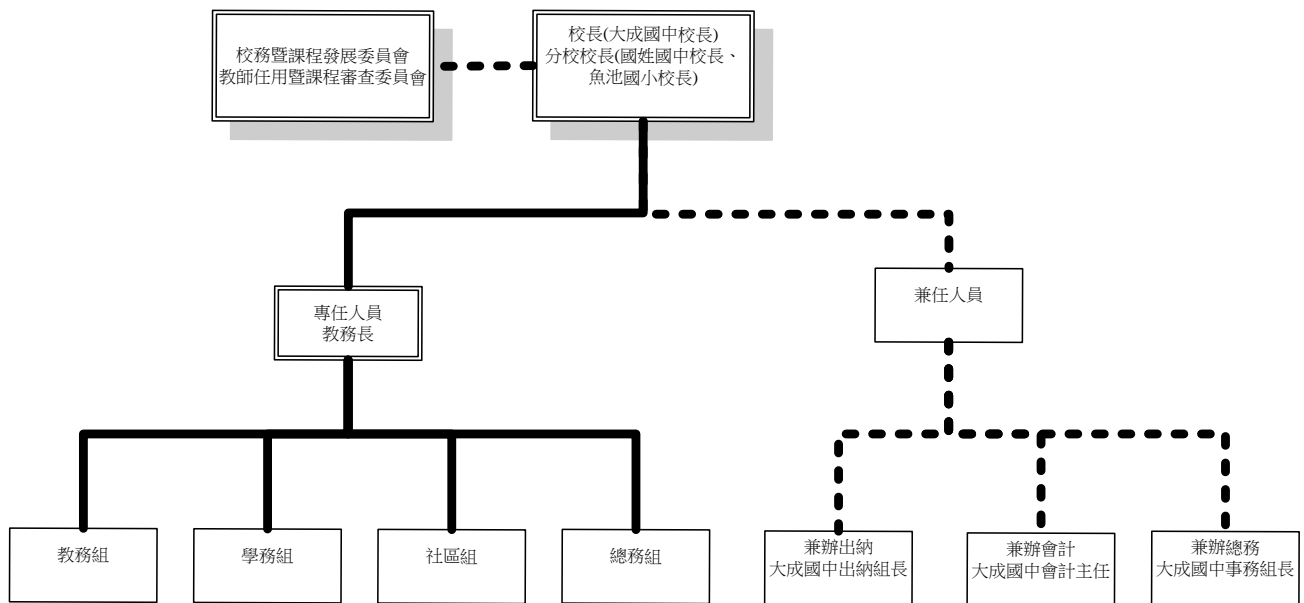 校務暨課程發展委員會
教師任用暨課程審查委員會
校長(大成國中校長)
分校校長(國姓國中校長、
魚池國小校長)
專任人員
教務長
兼任人員
教務組
學務組
社區組
總務組
兼辦出納
大成國中出納組長
兼辦會計
大成國中會計主任
兼辦總務
大成國中事務組長